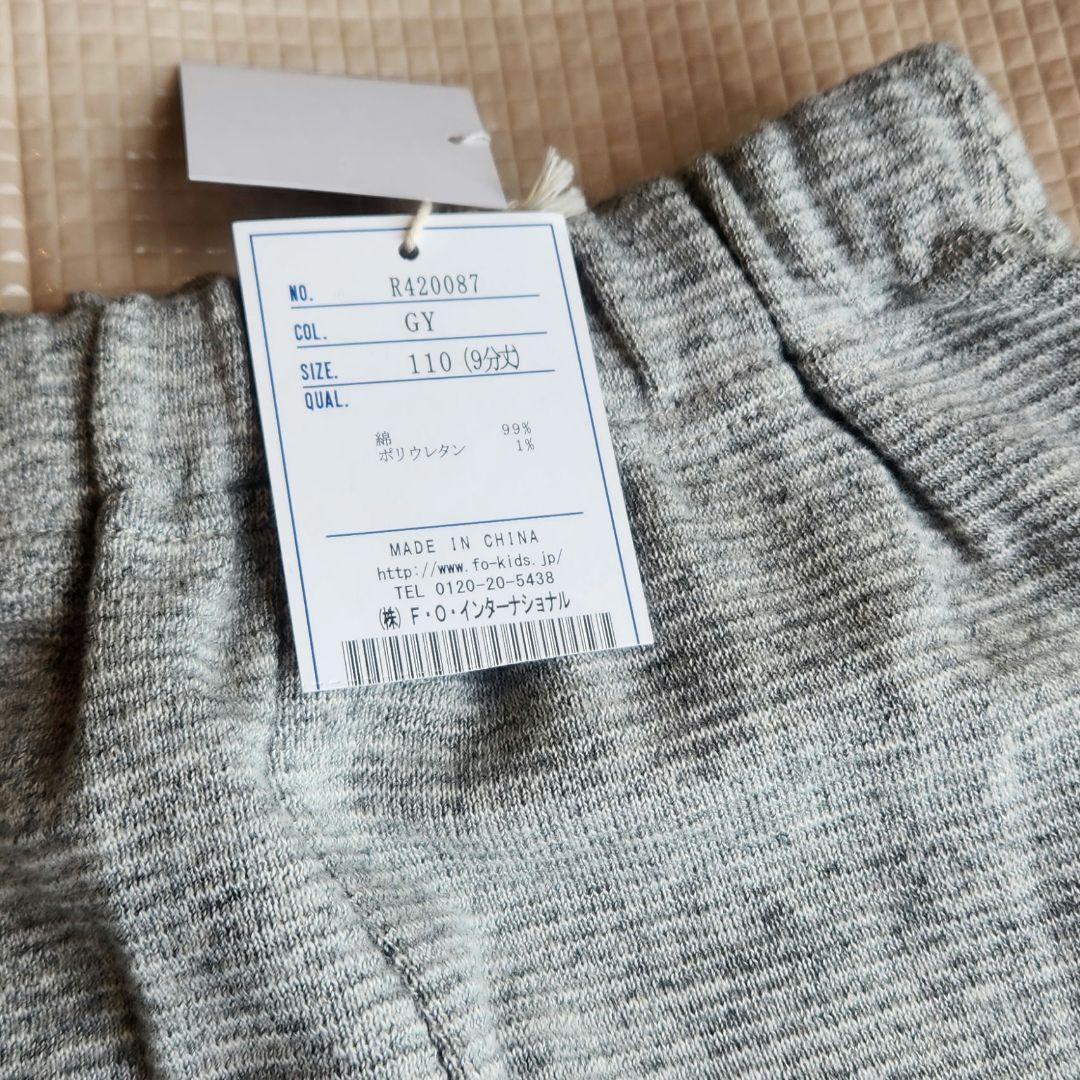 NO. R420087
COL. GY
SIZE. 110 (9分丈)
QUAL.
綿 99%
ポリウレタン 1%
MADE IN CHINA
http://www.fo-kids.jp/
TEL 0120-20-5438
(株) F・O・インターナショナル